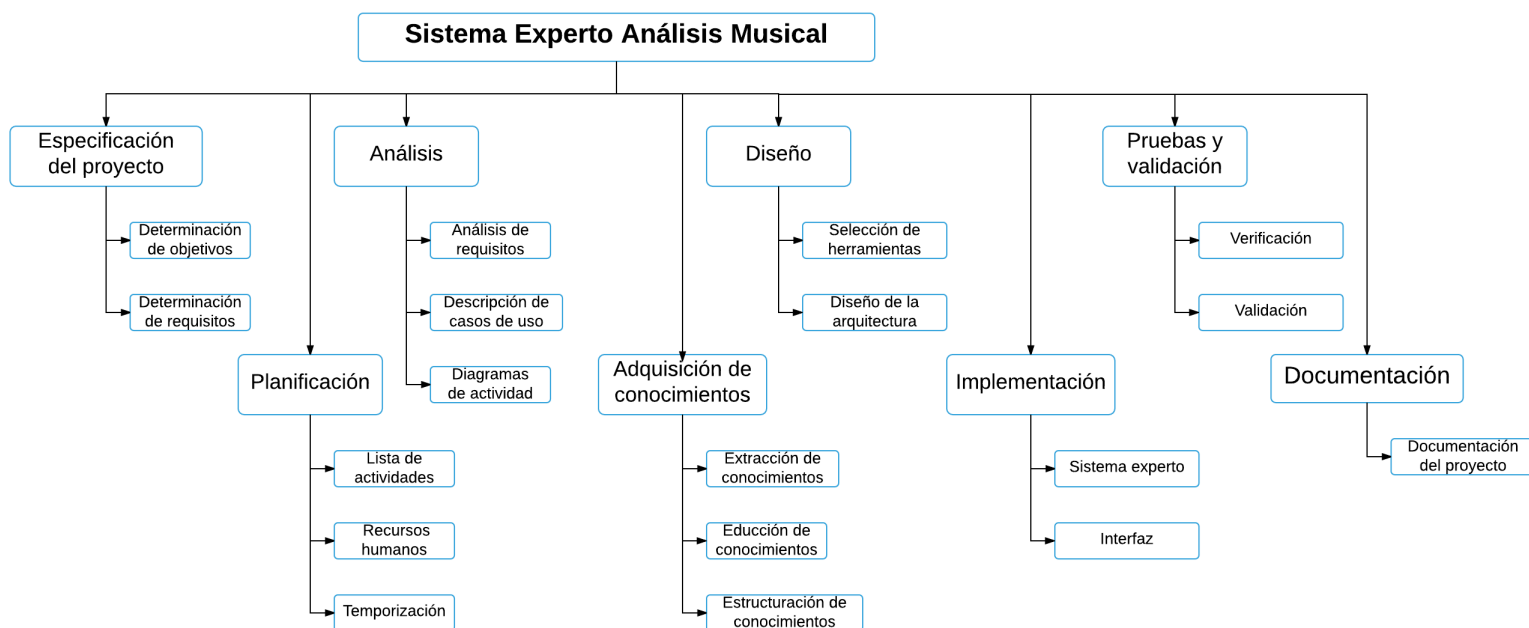 Sistema Experto Análisis Musical
Especificación
del proyecto
Determinación
de objetivos
Determinación
de requisitos
Planificación
Lista de
actividades
Recursos
humanos
Temporización
Análisis
Análisis de
requisitos
Descripción de
casos de uso
Diagramas
de actividad
Adquisición de
conocimientos
Extracción de
conocimientos
Educción de
conocimientos
Estructuración de
conocimientos
Diseño
Selección de
herramientas
Diseño de la
arquitectura
Implementación
Sistema experto
Interfaz
Pruebas y
validación
Verificación
Validación
Documentación
Documentación
del proyecto